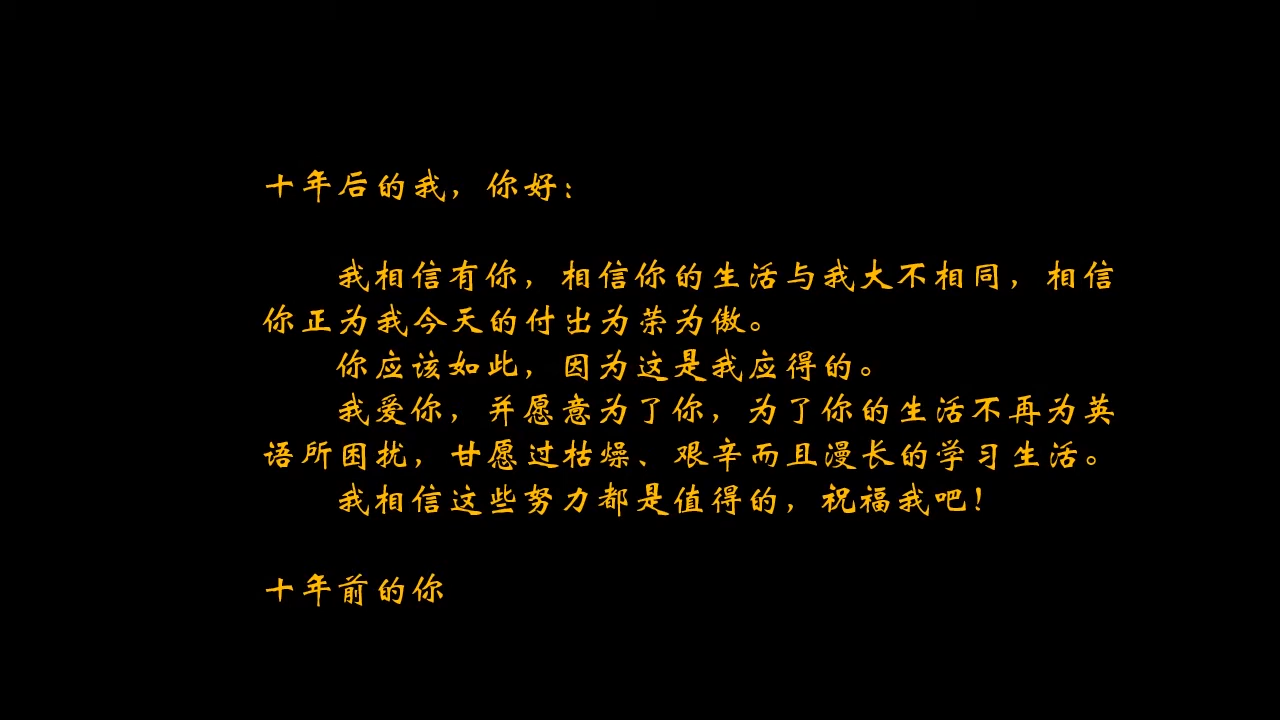 十年后的我，你好：
我相信有你，相信你的生活与我大不相同，相信
你正为我今天的付出为荣为傲。
你应该如此，因为这是我应得的。
我爱你，并愿意为了你，为了你的生活不再为英
语所困扰，甘愿过枯燥、艰辛而且漫长的学习生活。
我相信这些努力都是值得的，祝福我吧！
十年前的你